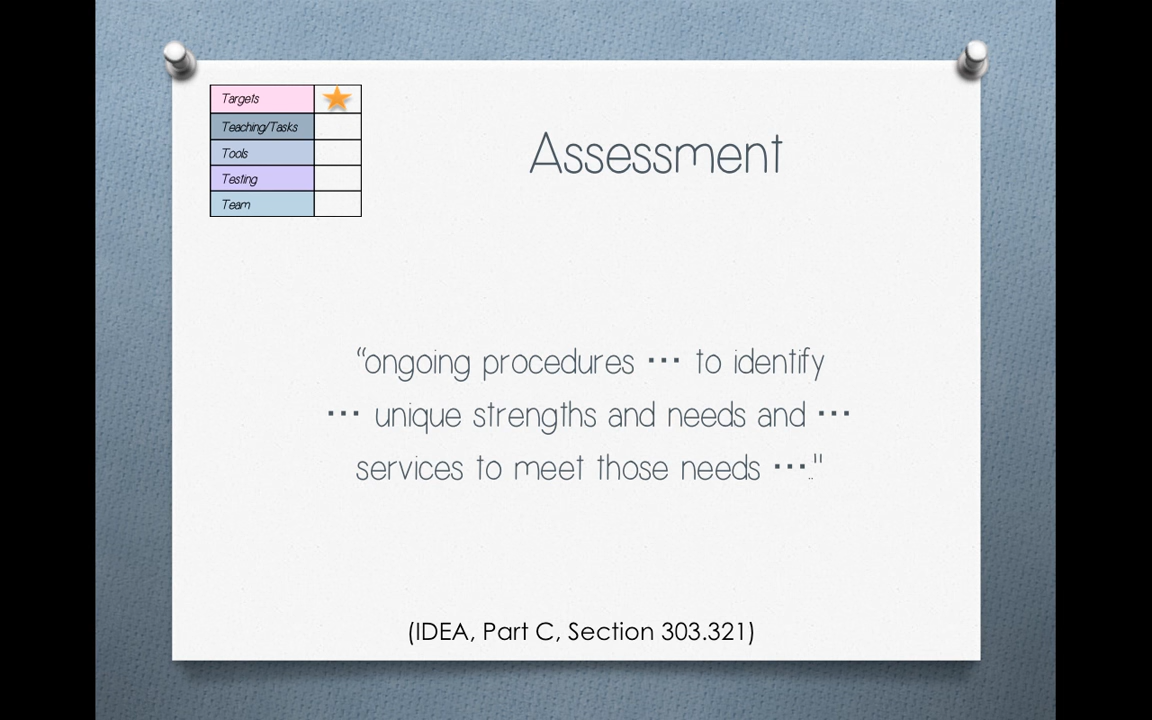 Targets
Teaching/Tasks
Tools
Testing
Team
Assessment
“ongoing procedures … to identify
… unique strengths and needs and …
services to meet those needs …."
(IDEA, Part C, Section 303.321)